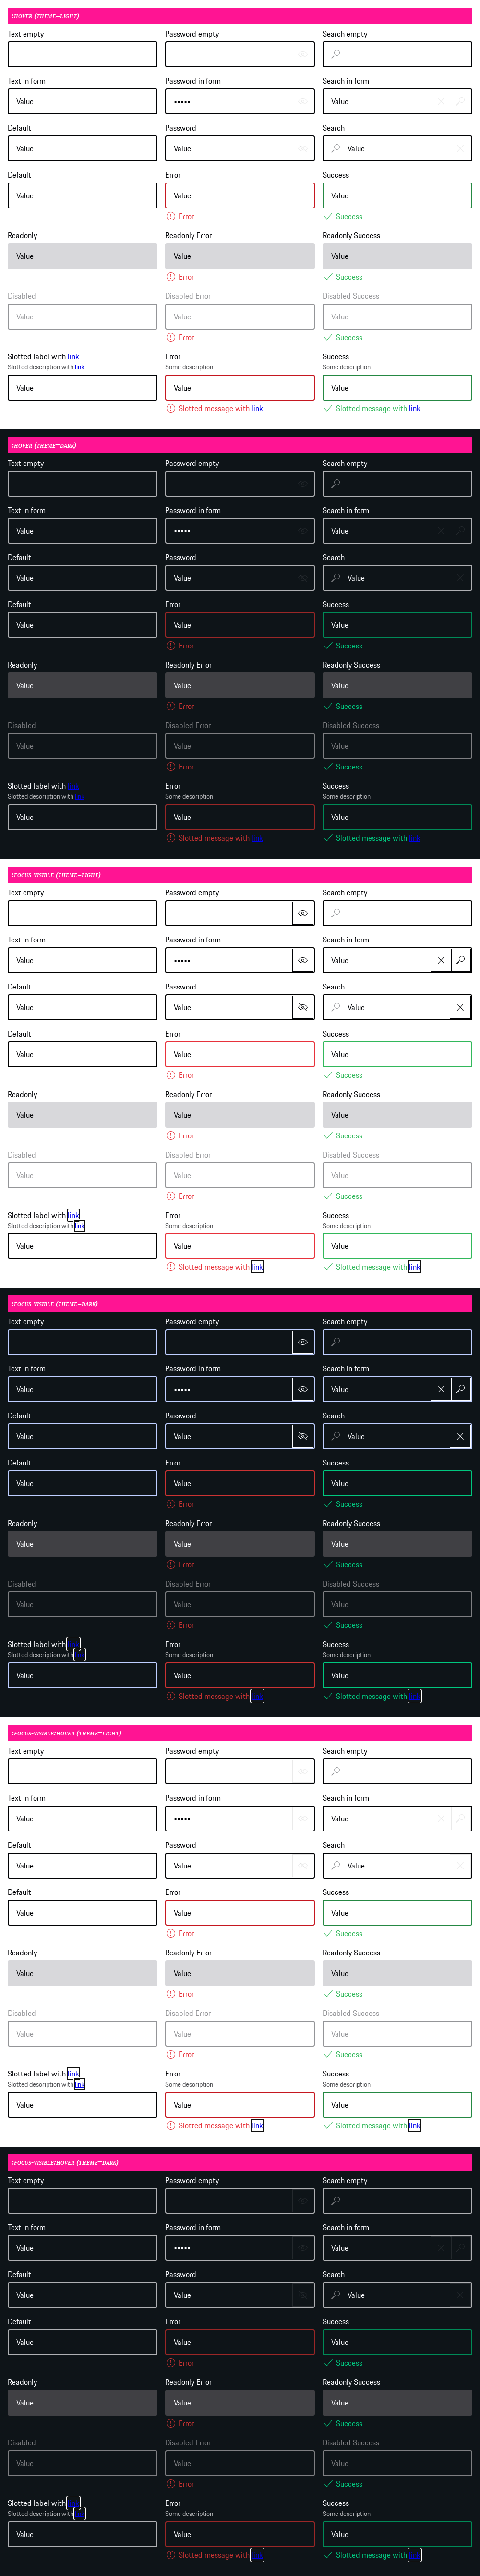 :HOVER (THEME=LIGHT)
Text empty Password empty Search empty
Text in form Password in form Search in form
Value ••••• Value
Default Password Search
Value Value Value
Default Error Success
Value Value Value
Error Success
Readonly Readonly Error Readonly Success
Value Value Value
Error Success
Disabled Disabled Error Disabled Success
Value Value Value
Error Success
Slotted label with link Error Success
Slotted description with link Some description Some description
Value Value Value
Slotted message with link Slotted message with link
:HOVER (THEME=DARK)
Text empty Password empty Search empty
Text in form Password in form Search in form
Value ••••• Value
Default Password Search
Value Value Value
Default Error Success
Value Value Value
Error Success
Readonly Readonly Error Readonly Success
Value Value Value
Error Success
Disabled Disabled Error Disabled Success
Value Value Value
Error Success
Slotted label with Error Success
Slotted description with Some description Some description
Value Value Value
Slotted message with Slotted message with
:FOCUS-VISIBLE (THEME=LIGHT)
Text empty Password empty Search empty
Text in form Password in form Search in form
Value ••••• Value
Default Password Search
Value Value Value
Default Error Success
Value Value Value
Error Success
Readonly Readonly Error Readonly Success
Value Value Value
Error Success
Disabled Disabled Error Disabled Success
Value Value Value
Error Success
Slotted label with link Error Success
Slotted description with link Some description Some description
Value Value Value
Slotted message with link Slotted message with link
:FOCUS-VISIBLE (THEME=DARK)
Text empty Password empty Search empty
Text in form Password in form Search in form
Value ••••• Value
Default Password Search
Value Value Value
Default Error Success
Value Value Value
Error Success
Readonly Readonly Error Readonly Success
Value Value Value
Error Success
Disabled Disabled Error Disabled Success
Value Value Value
Error Success
Slotted label with Error Success
Slotted description with Some description Some description
Value Value Value
Slotted message with Slotted message with
:FOCUS-VISIBLE:HOVER (THEME=LIGHT)
Text empty Password empty Search empty
Text in form Password in form Search in form
Value ••••• Value
Default Password Search
Value Value Value
Default Error Success
Value Value Value
Error Success
Readonly Readonly Error Readonly Success
Value Value Value
Error Success
Disabled Disabled Error Disabled Success
Value Value Value
Error Success
Slotted label with link Error Success
Slotted description with link Some description Some description
Value Value Value
Slotted message with link Slotted message with link
:FOCUS-VISIBLE:HOVER (THEME=DARK)
Text empty Password empty Search empty
Text in form Password in form Search in form
Value ••••• Value
Default Password Search
Value Value Value
Default Error Success
Value Value Value
Error Success
Readonly Readonly Error Readonly Success
Value Value Value
Error Success
Disabled Disabled Error Disabled Success
Value Value Value
Error Success
Slotted label with Error Success
Slotted description with Some description Some description
Value Value Value
Slotted message with Slotted message with